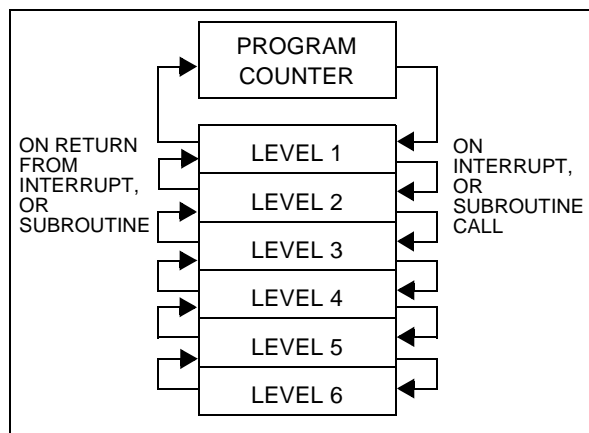 PROGRAM
COUNTER
ON RETURN
FROM
INTERRUPT,
OR
SUBROUTINE
LEVEL 1
LEVEL 2
LEVEL 3
LEVEL 4
LEVEL 5
LEVEL 6
ON
INTERRUPT,
OR
SUBROUTINE
CALL